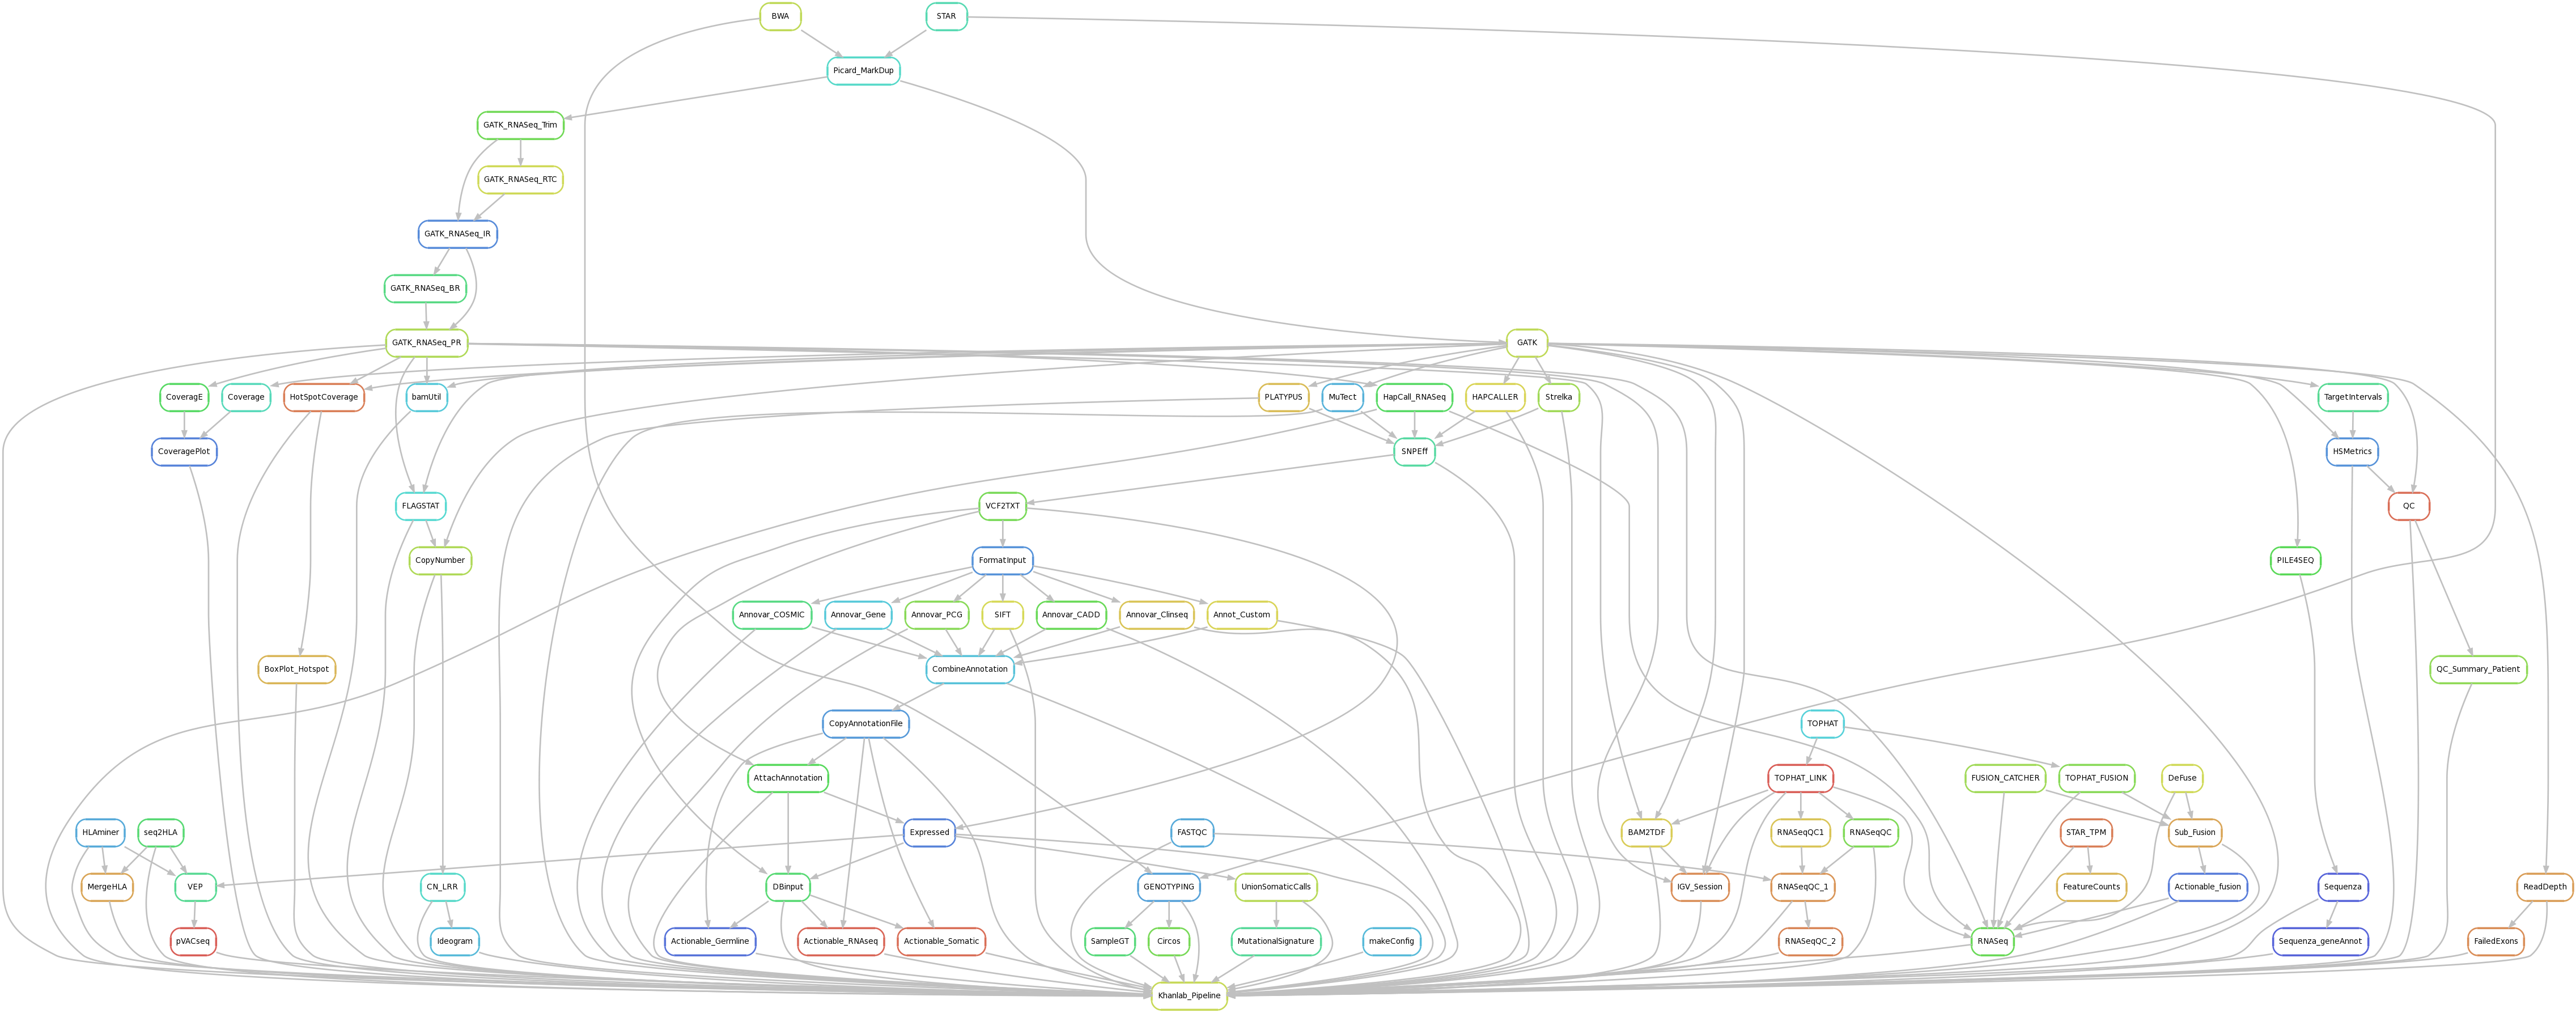 BWA
STAR
Picard_MarkDup
GATK_RNASeq_Trim
GATK_RNASeq_RTC
GATK_RNASeq_IR
GATK_RNASeq_BR
GATK_RNASeq_PR
GATK
CoveragE
Coverage
HotSpotCoverage
bamUtil
PLATYPUS
MuTect
HapCall_RNASeq
HAPCALLER
Strelka
TargetIntervals
CoveragePlot
SNPEff
HSMetrics
FLAGSTAT
VCF2TXT
QC
CopyNumber
FormatInput
PILE4SEQ
Annovar_COSMIC
Annovar_Gene
Annovar_PCG
SIFT
Annovar_CADD
Annovar_Clinseq
Annot_Custom
BoxPlot_Hotspot
CombineAnnotation
QC_Summary_Patient
CopyAnnotationFile
TOPHAT
AttachAnnotation
TOPHAT_LINK
FUSION_CATCHER
TOPHAT_FUSION
DeFuse
HLAminer
seq2HLA
Expressed
FASTQC
BAM2TDF
RNASeqQC1
RNASeqQC
STAR_TPM
Sub_Fusion
MergeHLA
VEP
CN_LRR
DBinput
GENOTYPING
UnionSomaticCalls
IGV_Session
RNASeqQC_1
FeatureCounts
Actionable_fusion
Sequenza
ReadDepth
pVACseq
Ideogram
Actionable_Germline
Actionable_RNAseq
Actionable_Somatic
SampleGT
Circos
MutationalSignature
makeConfig
RNASeqQC_2
RNASeq
Sequenza_geneAnnot
FailedExons
Khanlab_Pipeline